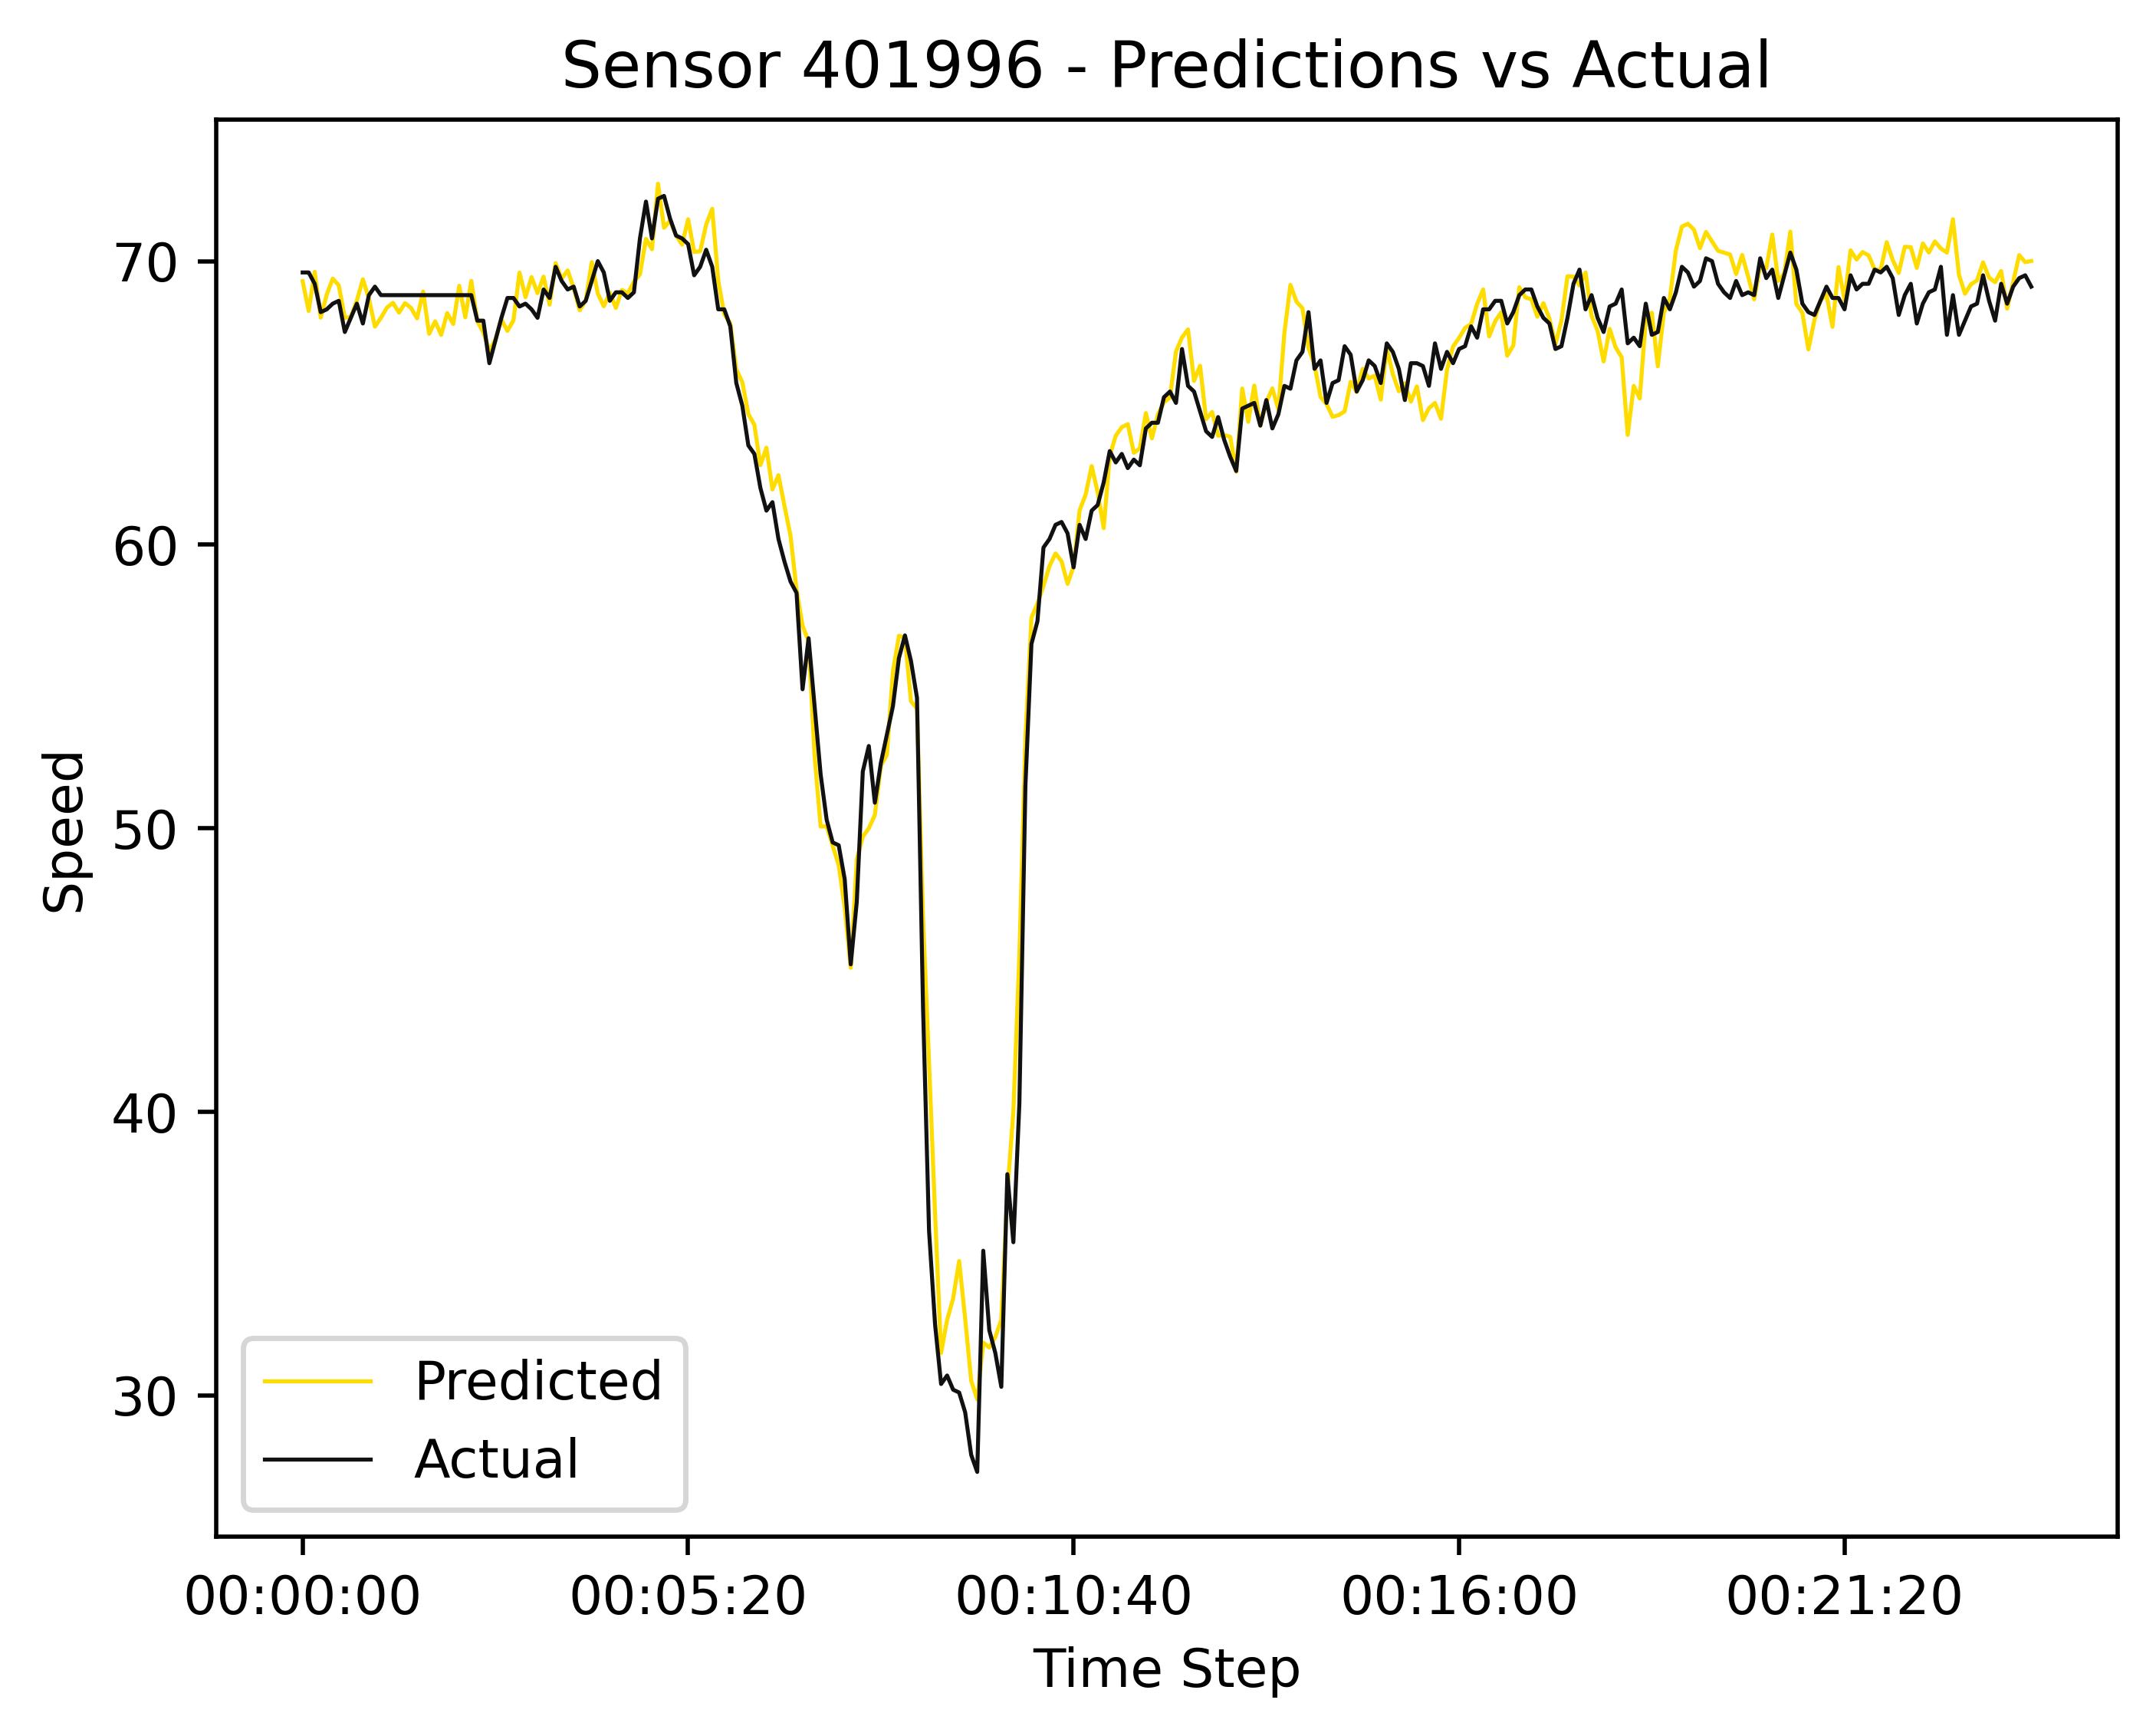 Sensor 401996 - Predictions vs Actual
70
60
50
40
30
Speed
Predicted
Actual
00:00:00 00:05:20 00:10:40 00:16:00 00:21:20
Time Step